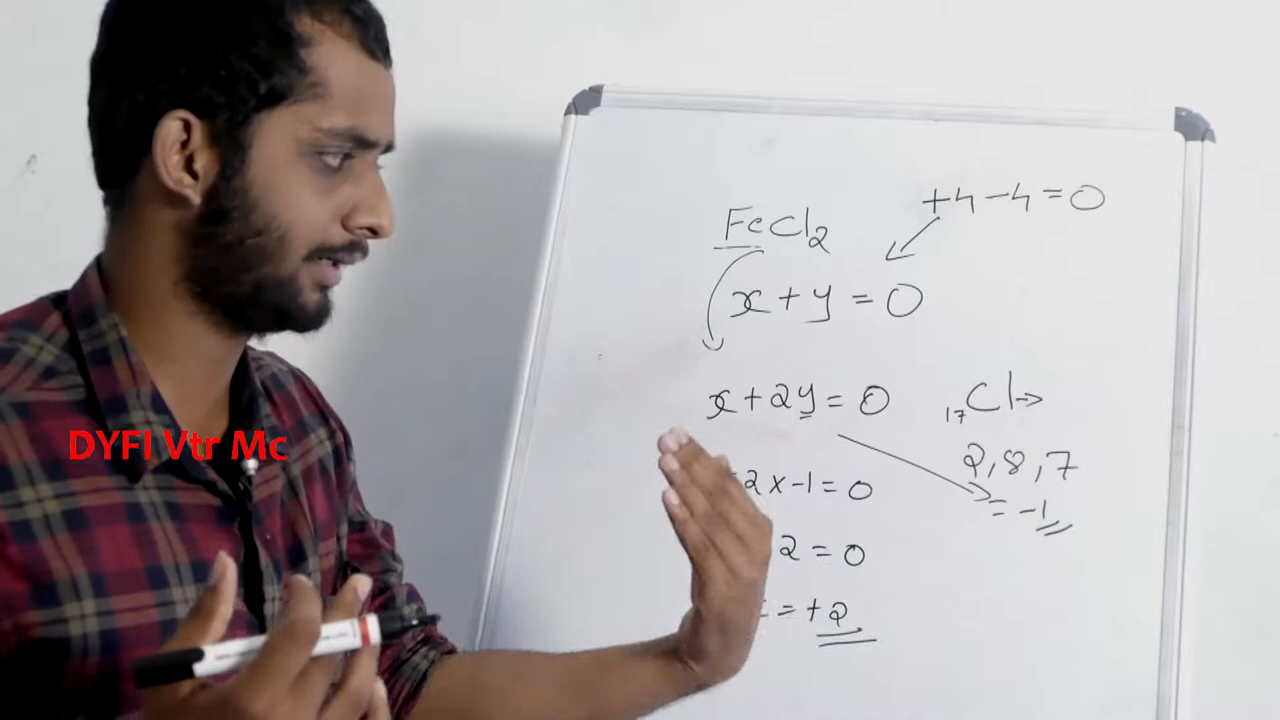 +4-4=0
FeCl2
x+y=0
x+2y=0
17Cl→
2,8,7
=-1
2x-1=0
2=0
=+2
DYFI Vtr Mc